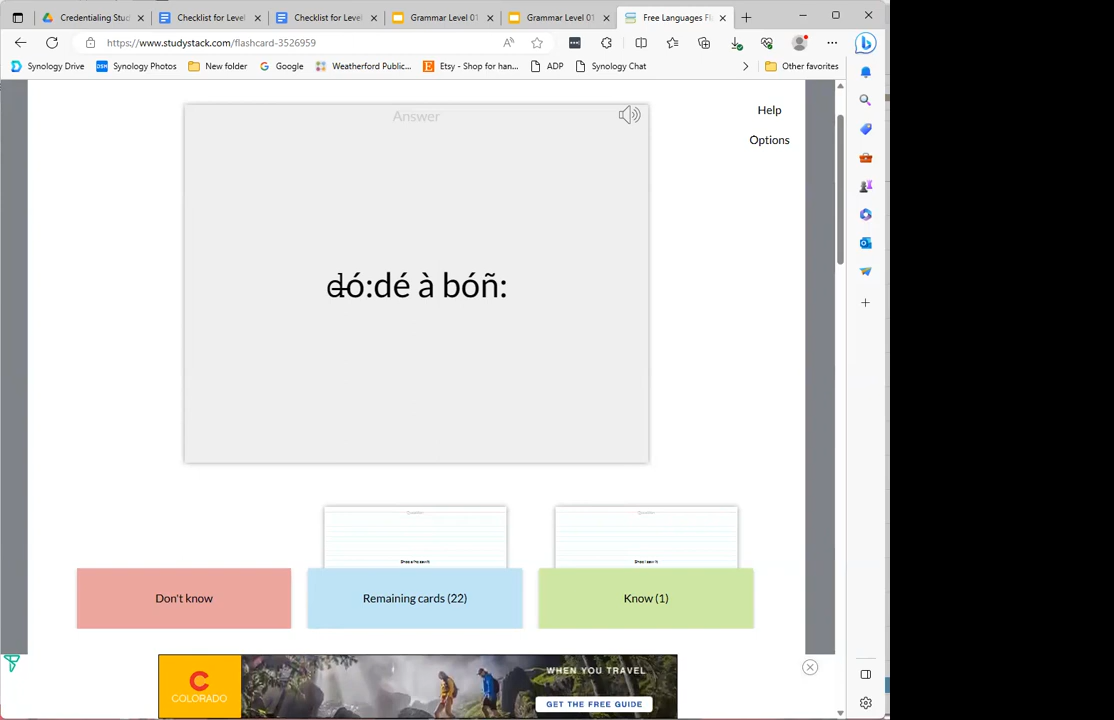 Credentialing Stud
Checklist for Level
Checklist for Level
Grammar Level 01
Grammar Level 01
Free Languages Fl
https://www.studystack.com/flashcard-3526959
Synology Drive
DSM
Synology Photos
New folder
Google
Weatherford Public...
Etsy - Shop for han...
ADP
Synology Chat
Other favorites
Answer
Help
Options
d̶ó:dé à bóñ:
Question
Question
Don't know
Remaining cards (22)
Know (1)
C
COLORADO
WHEN YOU TRAVEL
GET THE FREE GUIDE